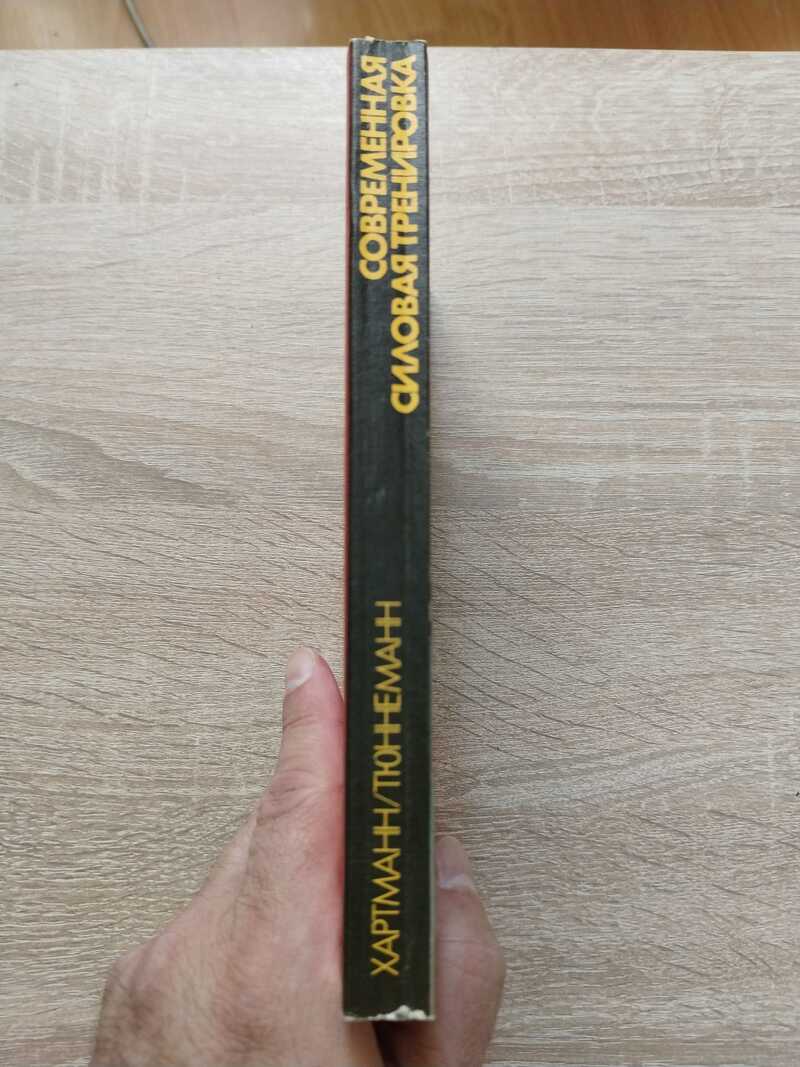 СОВРЕМЕННАЯ
СИЛОВАЯ ТРЕНИРОВКА
ХАРТМАНН/ТЮННЕМАНН